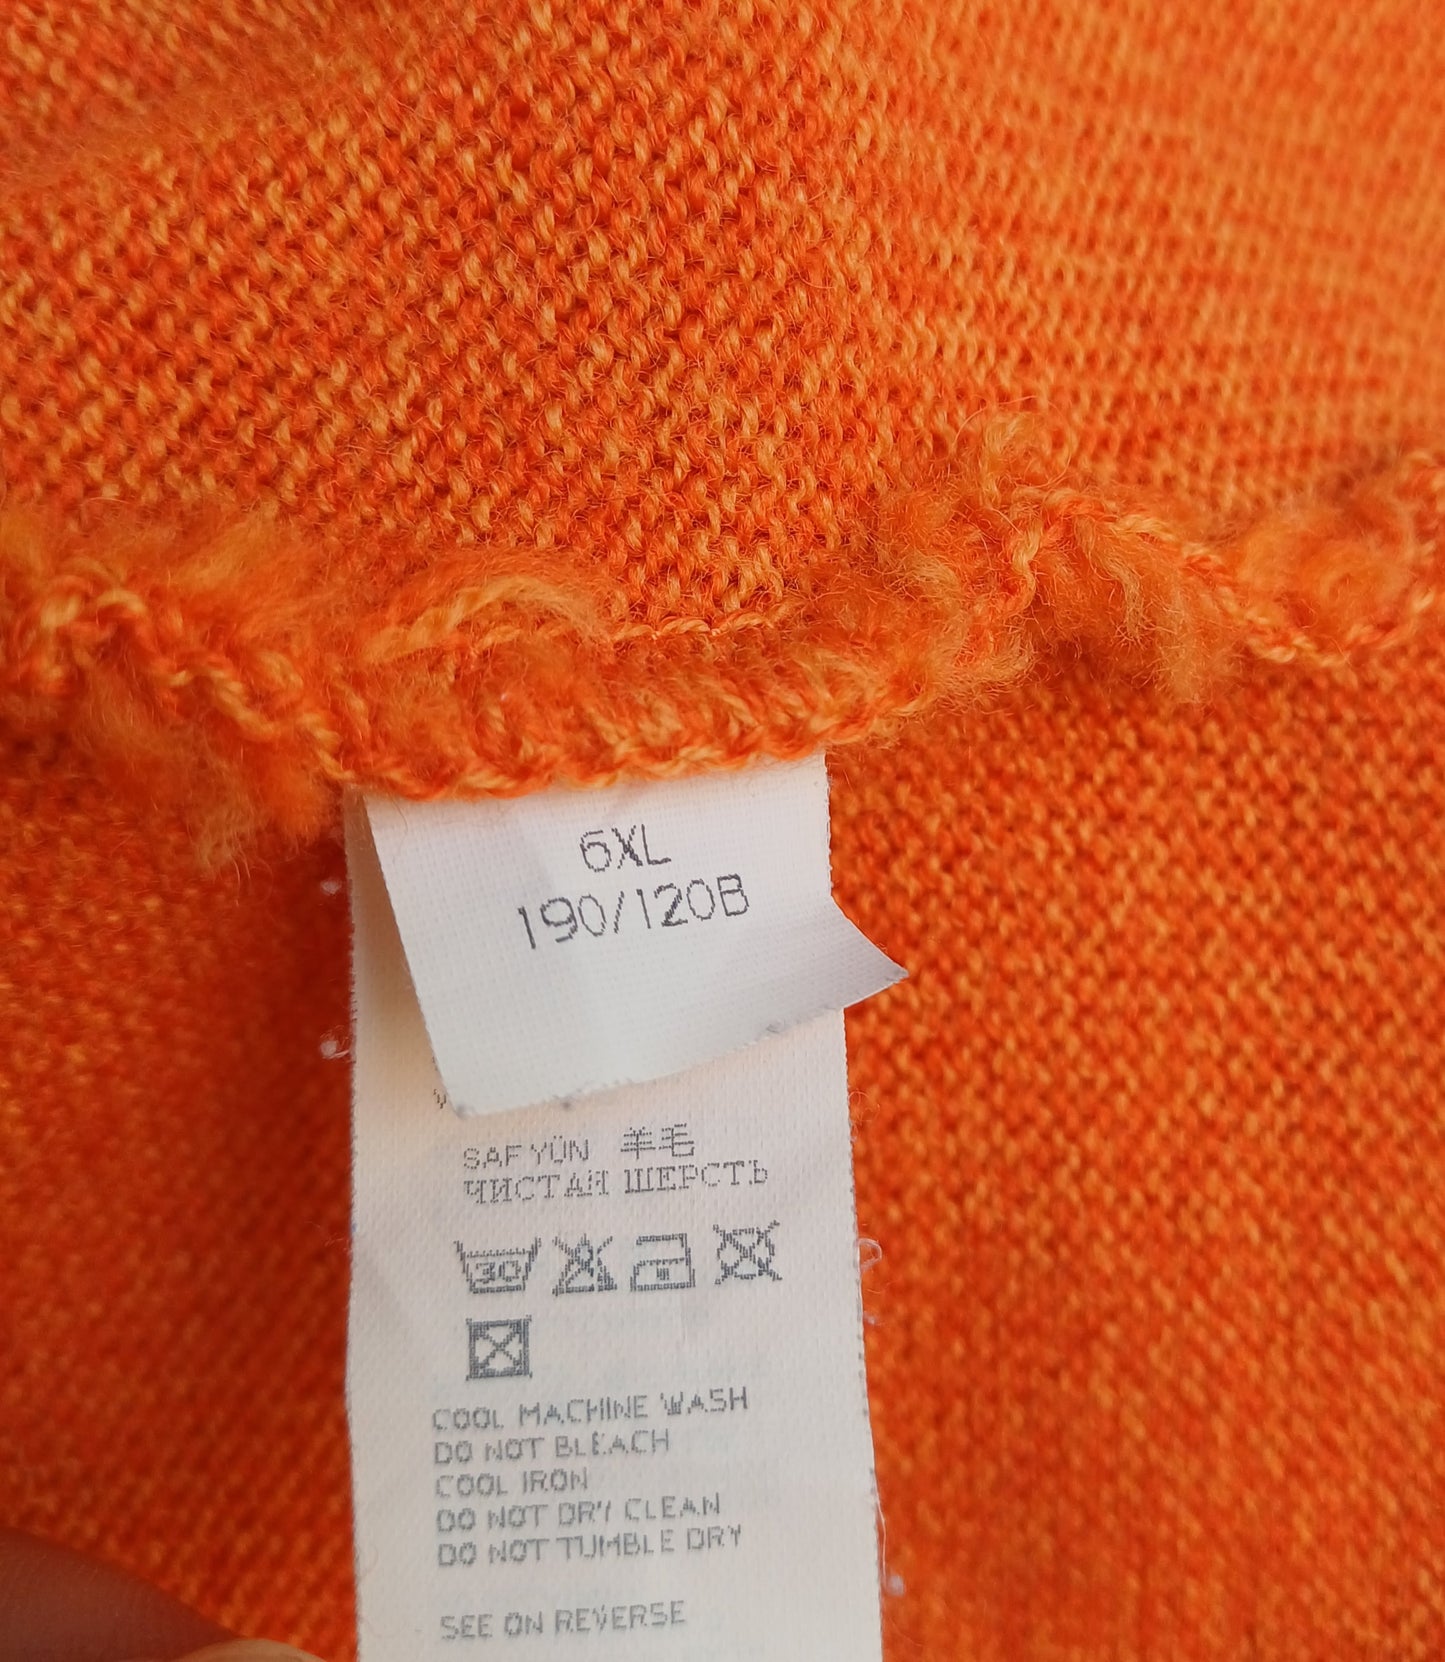 6XL
190/120B
SAF YÜN 羊毛
ЧИСТАЯ ШЕРСТЬ
30
COOL MACHINE WASH
DO NOT BLEACH
COOL IRON
DO NOT DRY CLEAN
DO NOT TUMBLE DRY
SEE ON REVERSE